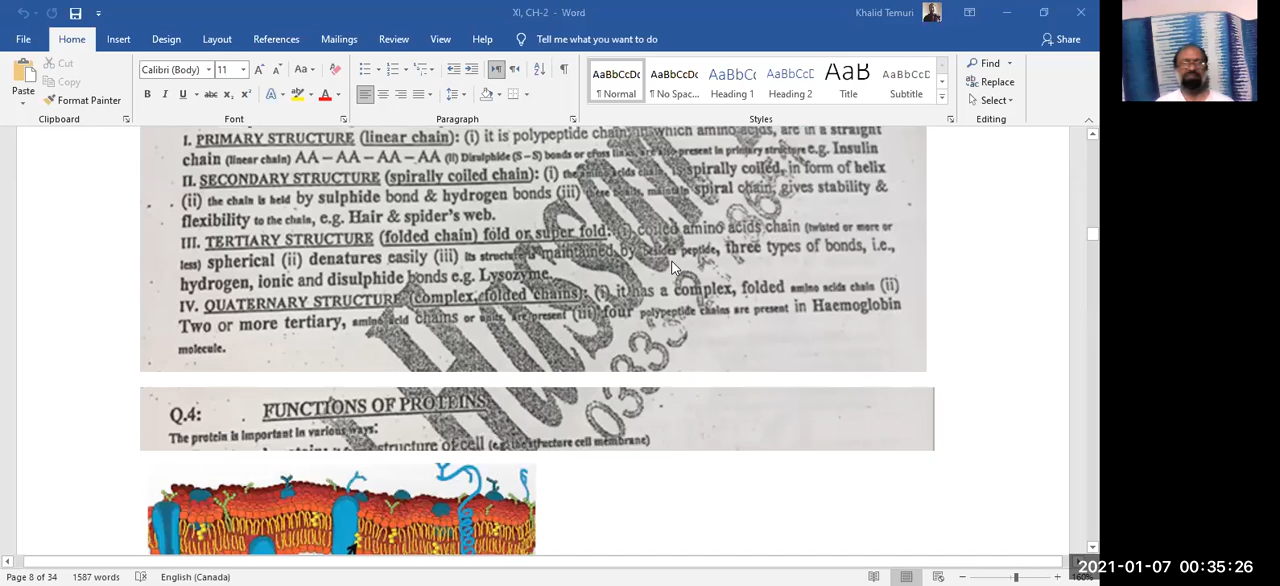 XI, CH-2 - Word
Khalid Temuri
File Home Insert Design Layout References Mailings Review View Help Tell me what you want to do Share
Paste Cut Copy Format Painter
Calibri (Body) 11
¶ Normal ¶ No Spac... Heading 1 Heading 2 Title Subtitle
Find Replace Select
Clipboard Font Paragraph Styles Editing
I. PRIMARY STRUCTURE (linear chain): (i) it is polypeptide chain, in which amino acids, are in a straight
chain (linear chain) AA – AA – AA – AA (II) Disulphide (S – S) bonds or cross links, are also present in primary structure e.g. Insulin
II. SECONDARY STRUCTURE (spirally coiled chain): (i) the amino acids chain, is spirally coiled, in form of helix
(ii) the chain is held by sulphide bond & hydrogen bonds (iii) these bonds, maintain spiral chain, gives stability &
flexibility to the chain, e.g. Hair & spider's web.
III. TERTIARY STRUCTURE (folded chain) fold or super fold: (i) coiled amino acids chain (twisted or more or
less) spherical (ii) denatures easily (iii) Its structure is maintained by besides peptide, three types of bonds, i.e.,
hydrogen, ionic and disulphide bonds e.g. Lysozyme.
IV. QUATERNARY STRUCTURE (complex, folded chains): (i) it has a complex, folded amino acids chain (ii)
Two or more tertiary, amino acid chains or units, are present (iii) four polypeptide chains are present in Haemoglobin
molecule.
Q.4: FUNCTIONS OF PROTEINS
The protein is important in various ways:
structure of cell (e.g. the structure cell membrane)
Page 8 of 34 1587 words English (Canada) 160%
2021-01-07 00:35:26